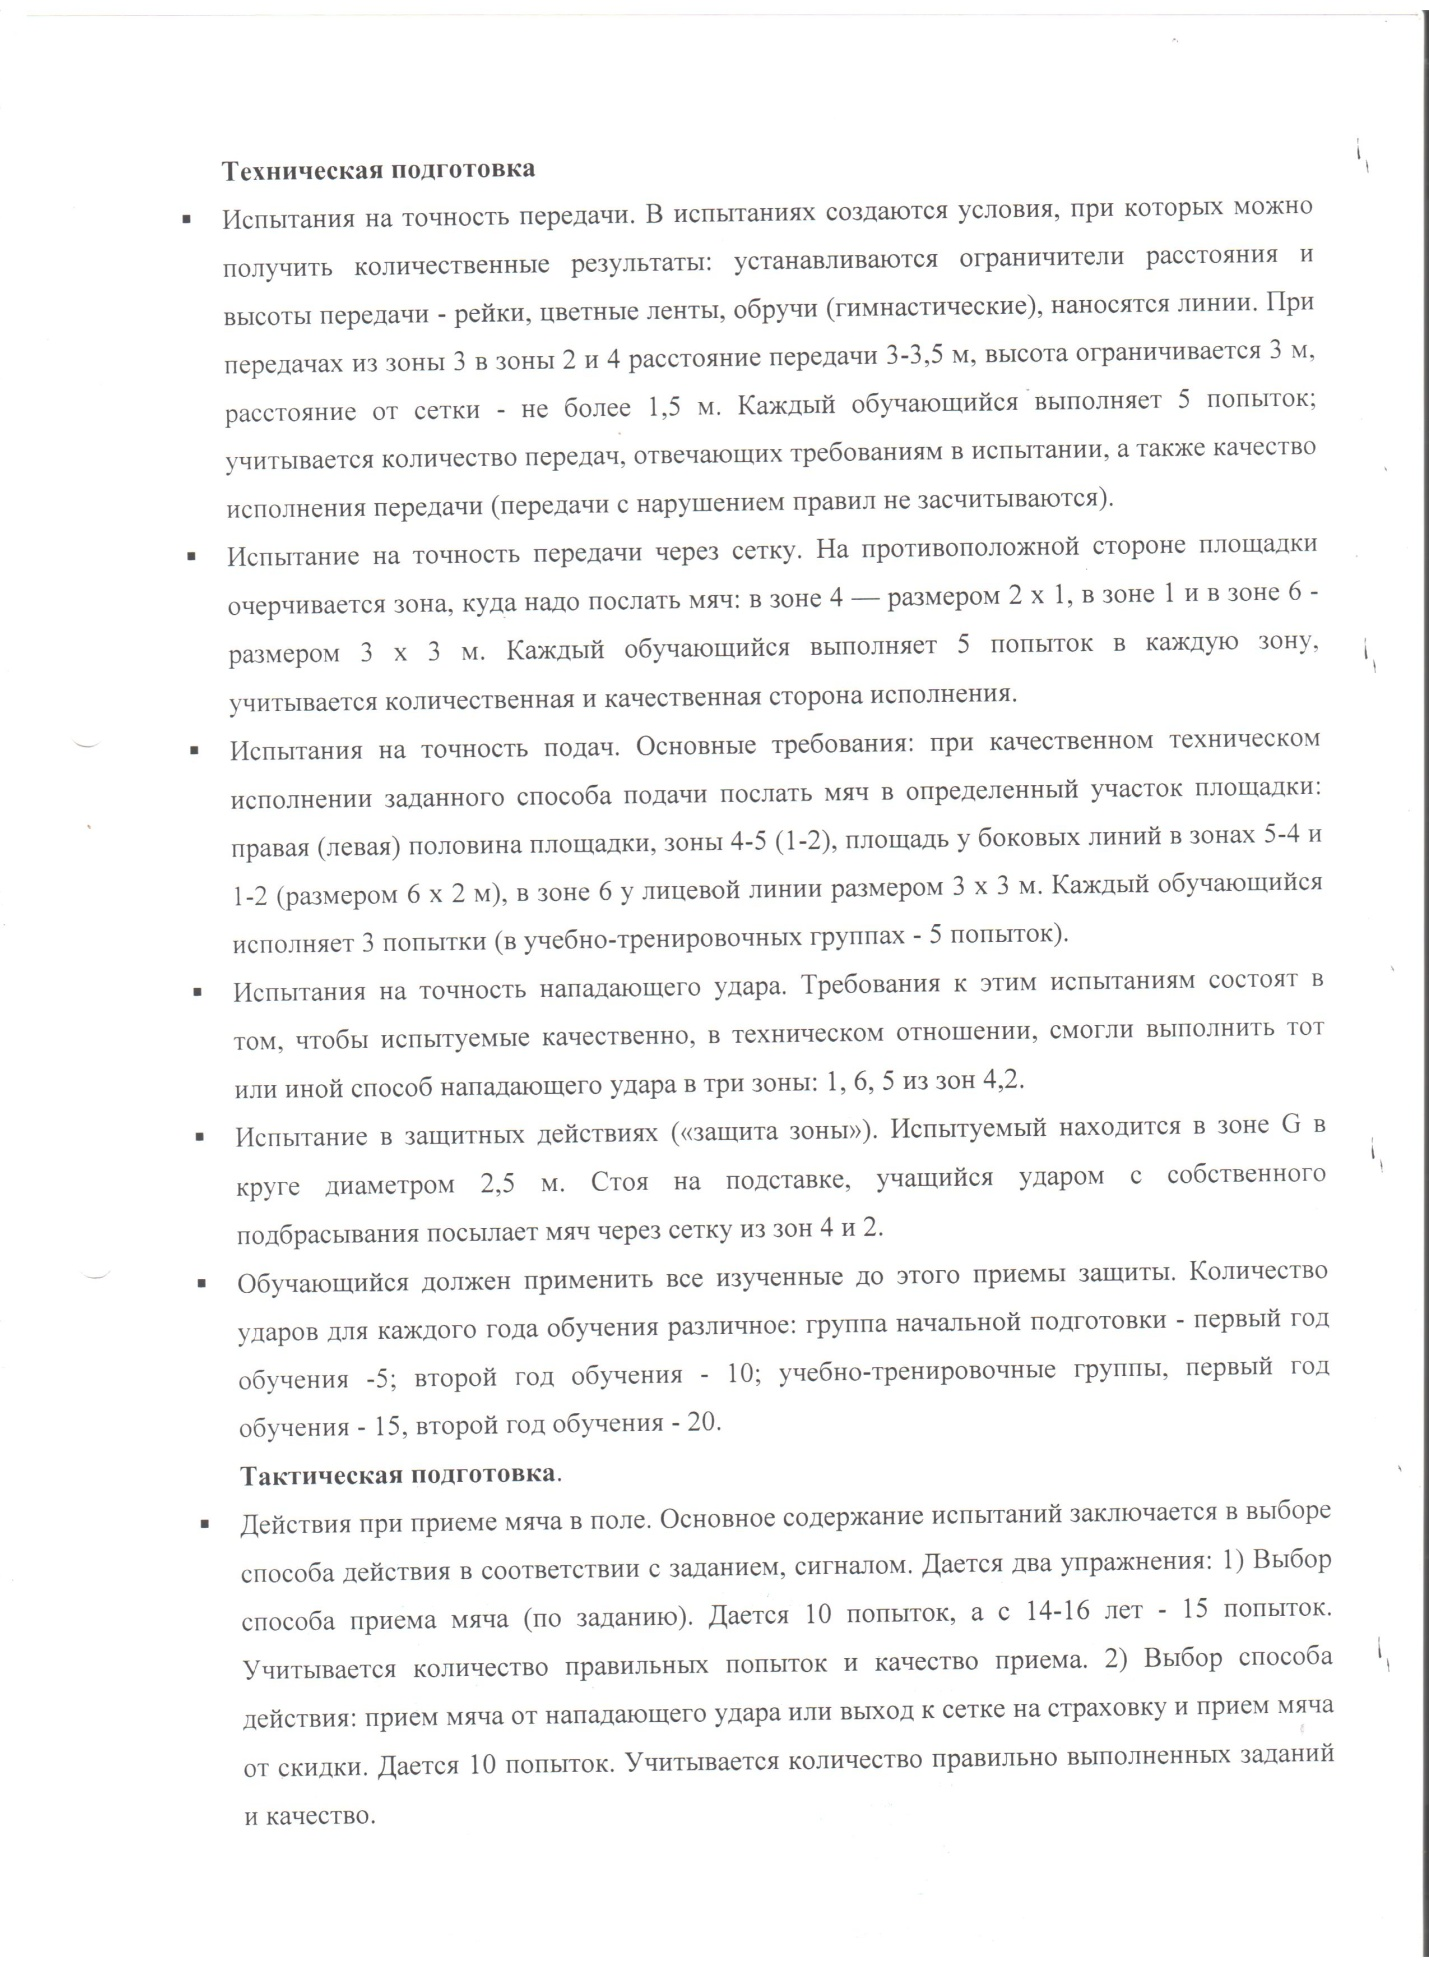 Техническая подготовка
▪ Испытания на точность передачи. В испытаниях создаются условия, при которых можно
получить количественные результаты: устанавливаются ограничители расстояния и
высоты передачи - рейки, цветные ленты, обручи (гимнастические), наносятся линии. При
передачах из зоны 3 в зоны 2 и 4 расстояние передачи 3-3,5 м, высота ограничивается 3 м,
расстояние от сетки - не более 1,5 м. Каждый обучающийся выполняет 5 попыток;
учитывается количество передач, отвечающих требованиям в испытании, а также качество
исполнения передачи (передачи с нарушением правил не засчитываются).
▪ Испытание на точность передачи через сетку. На противоположной стороне площадки
очерчивается зона, куда надо послать мяч: в зоне 4 — размером 2 х 1, в зоне 1 и в зоне 6 -
размером 3 х 3 м. Каждый обучающийся выполняет 5 попыток в каждую зону,
учитывается количественная и качественная сторона исполнения.
▪ Испытания на точность подач. Основные требования: при качественном техническом
исполнении заданного способа подачи послать мяч в определенный участок площадки:
правая (левая) половина площадки, зоны 4-5 (1-2), площадь у боковых линий в зонах 5-4 и
1-2 (размером 6 х 2 м), в зоне 6 у лицевой линии размером 3 х 3 м. Каждый обучающийся
исполняет 3 попытки (в учебно-тренировочных группах - 5 попыток).
▪ Испытания на точность нападающего удара. Требования к этим испытаниям состоят в
том, чтобы испытуемые качественно, в техническом отношении, смогли выполнить тот
или иной способ нападающего удара в три зоны: 1, 6, 5 из зон 4,2.
▪ Испытание в защитных действиях («защита зоны»). Испытуемый находится в зоне G в
круге диаметром 2,5 м. Стоя на подставке, учащийся ударом с собственного
подбрасывания посылает мяч через сетку из зон 4 и 2.
▪ Обучающийся должен применить все изученные до этого приемы защиты. Количество
ударов для каждого года обучения различное: группа начальной подготовки - первый год
обучения -5; второй год обучения - 10; учебно-тренировочные группы, первый год
обучения - 15, второй год обучения - 20.
Тактическая подготовка.
▪ Действия при приеме мяча в поле. Основное содержание испытаний заключается в выборе
способа действия в соответствии с заданием, сигналом. Дается два упражнения: 1) Выбор
способа приема мяча (по заданию). Дается 10 попыток, а с 14-16 лет - 15 попыток.
Учитывается количество правильных попыток и качество приема. 2) Выбор способа
действия: прием мяча от нападающего удара или выход к сетке на страховку и прием мяча
от скидки. Дается 10 попыток. Учитывается количество правильно выполненных заданий
и качество.